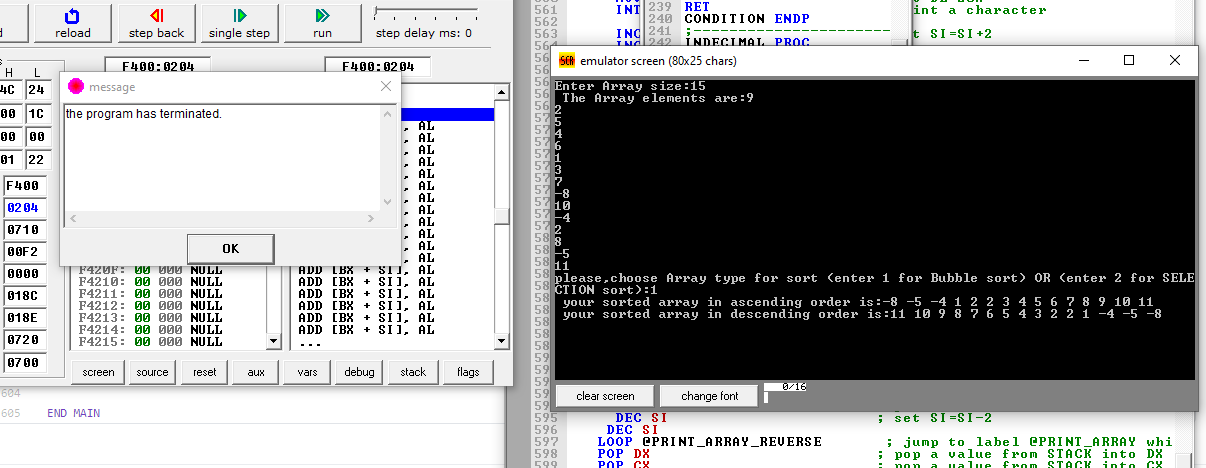 d
reload
step back
single step
run
step delay ms: 0
F400:0204
F400:0204
H L
4C 24
00 1C
00 00
01 22
F400
0204
0710
00F2
0000
018C
018E
0720
0700
message
the program has terminated.
OK
], AL
], AL
], AL
], AL
], AL
], AL
], AL
], AL
], AL
], AL
], AL
], AL
F420F: 00 000 NULL
F4210: 00 000 NULL
F4211: 00 000 NULL
F4212: 00 000 NULL
F4213: 00 000 NULL
F4214: 00 000 NULL
F4215: 00 000 NULL
ADD [BX + SI], AL
ADD [BX + SI], AL
ADD [BX + SI], AL
ADD [BX + SI], AL
ADD [BX + SI], AL
ADD [BX + SI], AL
...
screen
source
reset
aux
vars
debug
stack
flags
604
605 END MAIN
561 INT
562 int a character
563
564 t SI=SI+2
239 RET
240 CONDITION ENDP
241 ;-------------------------
242 INDECIMAL PROC
SCR emulator screen (80x25 chars)
Enter Array size:15
The Array elements are:9
2
5
4
6
1
3
7
-8
10
-4
2
8
-5
11
please,choose Array type for sort (enter 1 for Bubble sort) OR (enter 2 for SELE
CTION sort):1
your sorted array in ascending order is:-8 -5 -4 1 2 2 3 4 5 6 7 8 9 10 11
your sorted array in descending order is:11 10 9 8 7 6 5 4 3 2 2 1 -4 -5 -8
clear screen
change font
0/16
595 DEC SI ; set SI=SI-2
596 DEC SI
597 LOOP @PRINT_ARRAY_REVERSE ; jump to label @PRINT_ARRAY whi
598 POP DX ; pop a value from STACK into DX
599 POP CX ; pop a value from STACK into CX